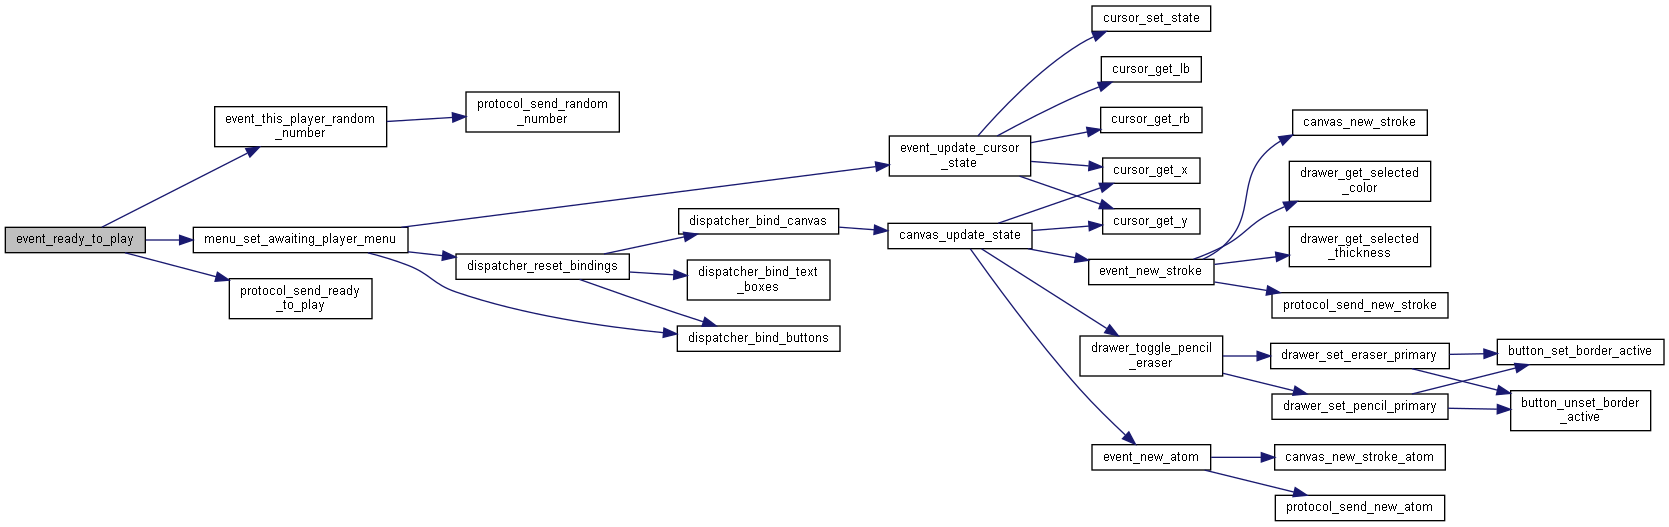 cursor_set_state
cursor_get_lb
protocol_send_random
_number
event_this_player_random
_number
cursor_get_rb
canvas_new_stroke
event_update_cursor
_state
cursor_get_x
drawer_get_selected
_color
dispatcher_bind_canvas
cursor_get_y
event_ready_to_play
menu_set_awaiting_player_menu
canvas_update_state
drawer_get_selected
_thickness
dispatcher_reset_bindings
dispatcher_bind_text
_boxes
event_new_stroke
protocol_send_ready
_to_play
protocol_send_new_stroke
dispatcher_bind_buttons
drawer_toggle_pencil
_eraser
drawer_set_eraser_primary
button_set_border_active
drawer_set_pencil_primary
button_unset_border
_active
event_new_atom
canvas_new_stroke_atom
protocol_send_new_atom